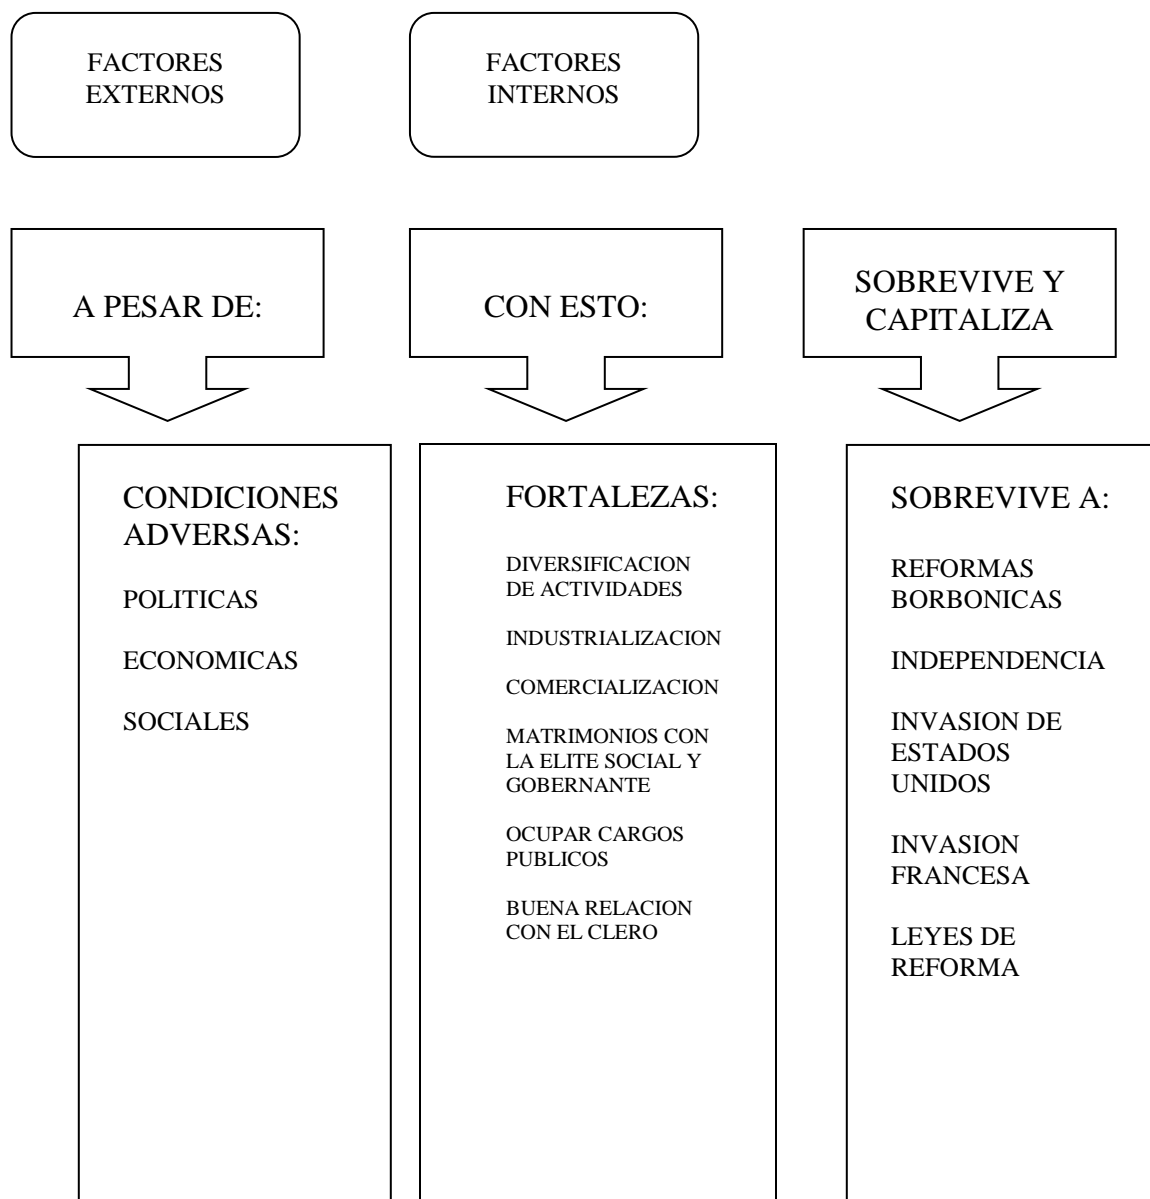 FACTORES
EXTERNOS
FACTORES
INTERNOS
A PESAR DE:
CON ESTO:
SOBREVIVE Y
CAPITALIZA
CONDICIONES
ADVERSAS:
POLITICAS
ECONOMICAS
SOCIALES
FORTALEZAS:
DIVERSIFICACION
DE ACTIVIDADES
INDUSTRIALIZACION
COMERCIALIZACION
MATRIMONIOS CON
LA ELITE SOCIAL Y
GOBERNANTE
OCUPAR CARGOS
PUBLICOS
BUENA RELACION
CON EL CLERO
SOBREVIVE A:
REFORMAS
BORBONICAS
INDEPENDENCIA
INVASION DE
ESTADOS
UNIDOS
INVASION
FRANCESA
LEYES DE
REFORMA